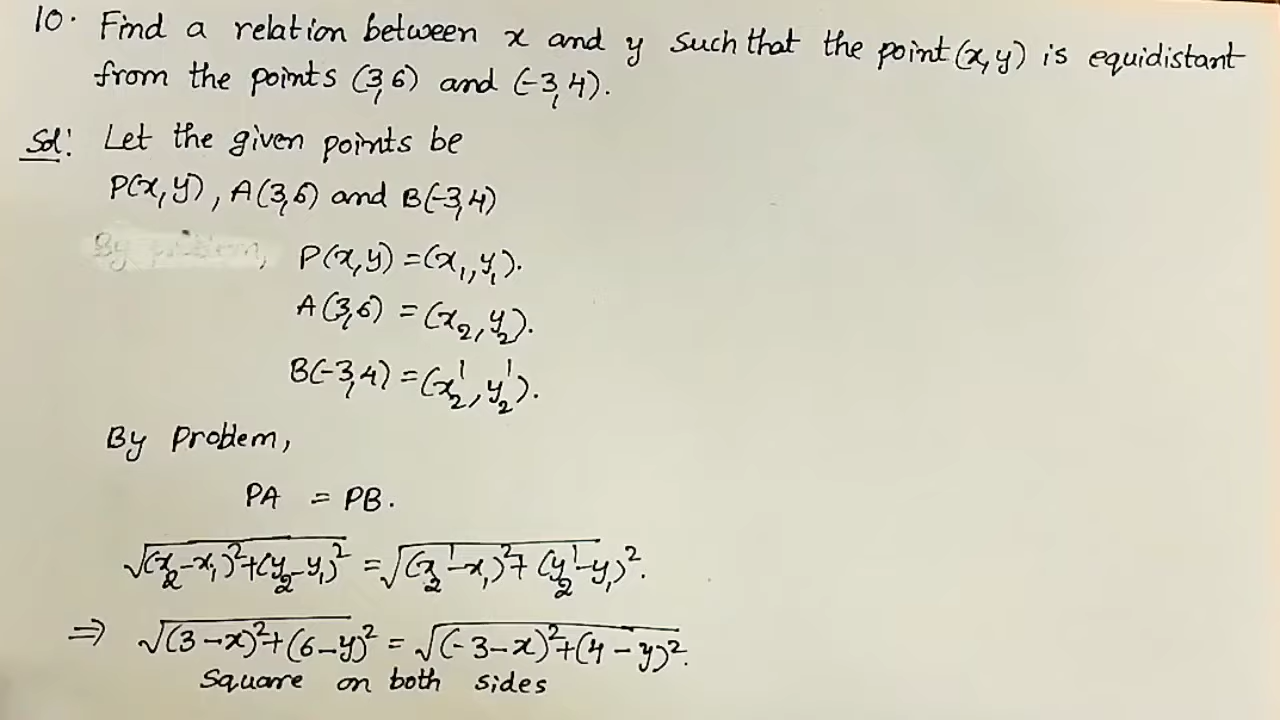 10. Find a relation between x and y such that the point (x,y) is equidistant
from the points (3,6) and (-3,4).
Sol: Let the given points be
P(x,y), A(3,6) and B(-3,4)
By problem, P(x,y) = (x₁,y₁).
A(3,6) = (x₂,y₂).
B(-3,4) = (x₂',y₂').
By Problem,
PA = PB.
√(x₂-x₁)²+(y₂-y₁)² = √(x₂'-x₁)²+(y₂'-y₁)².
⇒ √(3-x)²+(6-y)² = √(-3-x)²+(4-y)².
Square on both sides